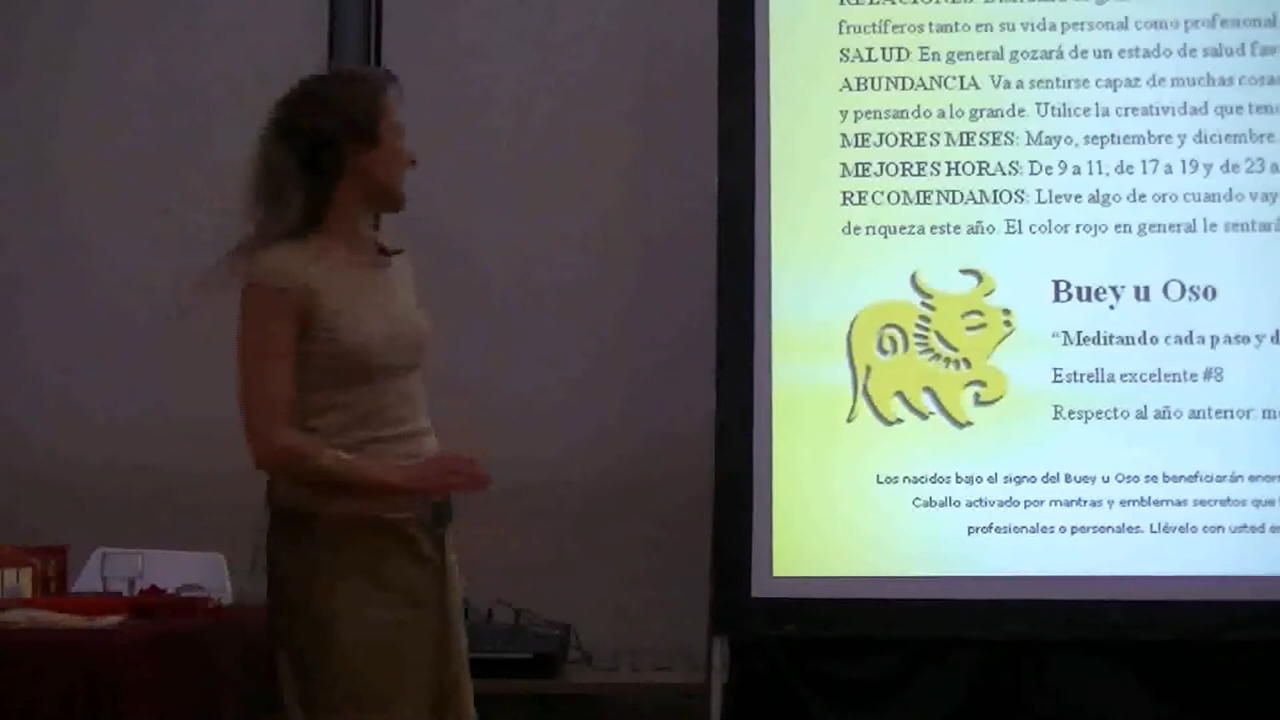 fructíferos tanto en su vida personal como profesional
SALUD: En general gozará de un estado de salud
ABUNDANCIA: Va a sentirse capaz de muchas cosas
y pensando a lo grande. Utilice la creatividad que
MEJORES MESES: Mayo, septiembre y diciembre.
MEJORES HORAS: De 9 a 11, de 17 a 19 y de 23 a
RECOMENDAMOS: Lleve algo de oro cuando
de riqueza este año. El color rojo en general le
Buey u Oso
“Meditando cada paso y
Estrella excelente #8
Respecto al año anterior:
Los nacidos bajo el signo del Buey u Oso se beneficiarán
Caballo activado por mantras y emblemas secretos que
profesionales o personales. Llévelo con usted